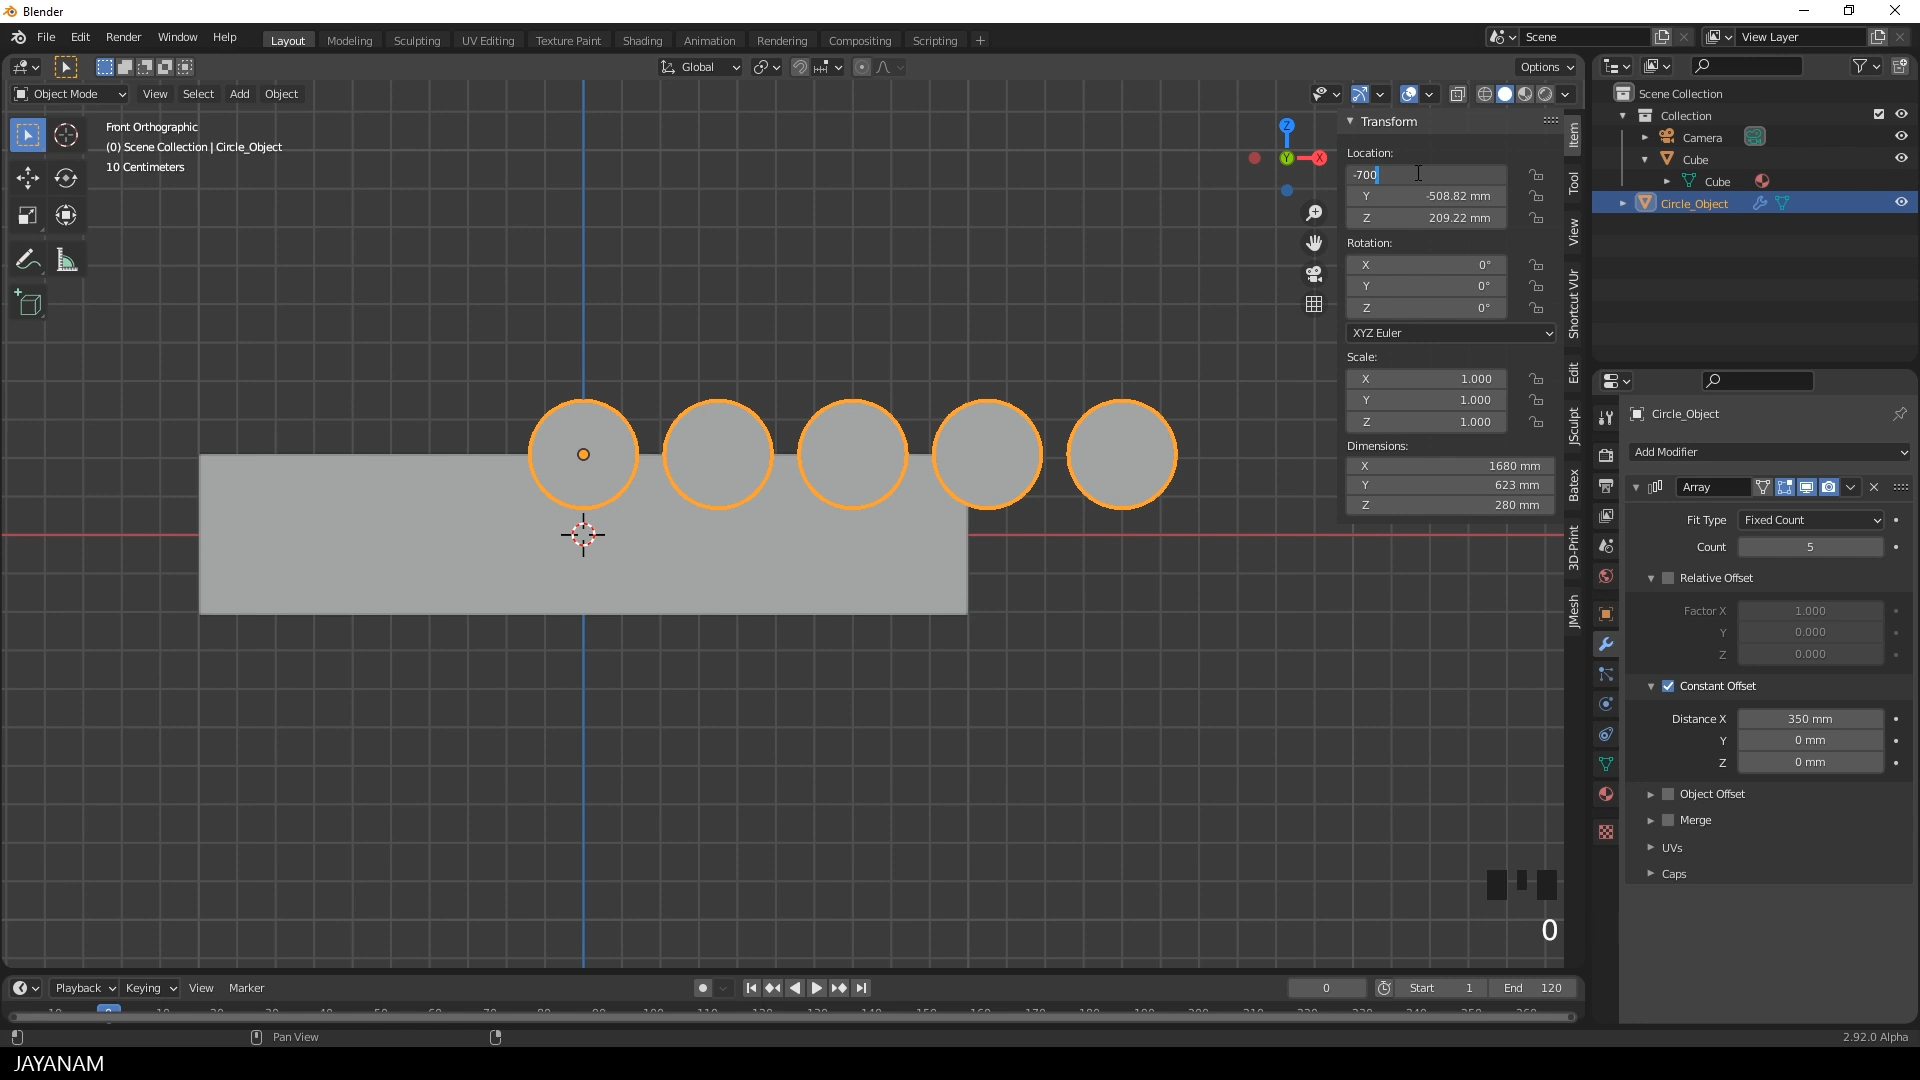 Blender
File Edit Render Window Help
Layout Modeling Sculpting UV Editing Texture Paint Shading Animation Rendering Compositing Scripting +
Scene
View Layer
Global
Options
Object Mode View Select Add Object
Front Orthographic
(0) Scene Collection | Circle_Object
10 Centimeters
Z
Y
X
Transform
Location:
-700
Y -508.82 mm
Z 209.22 mm
Rotation:
X 0°
Y 0°
Z 0°
XYZ Euler
Scale:
X 1.000
Y 1.000
Z 1.000
Dimensions:
X 1680 mm
Y 623 mm
Z 280 mm
Item
Tool
View
Shortcut VUr
Edit
JSculpt
Batex
3D-Print
JMesh
Scene Collection
Collection
Camera
Cube
Cube
Circle_Object
Circle_Object
Add Modifier
Array
Fit Type Fixed Count
Count 5
Relative Offset
Factor X 1.000
Y 0.000
Z 0.000
Constant Offset
Distance X 350 mm
Y 0 mm
Z 0 mm
Object Offset
Merge
UVs
Caps
0
Playback Keying View Marker
0
Start 1
End 120
Pan View
2.92.0 Alpha
JAYANAM